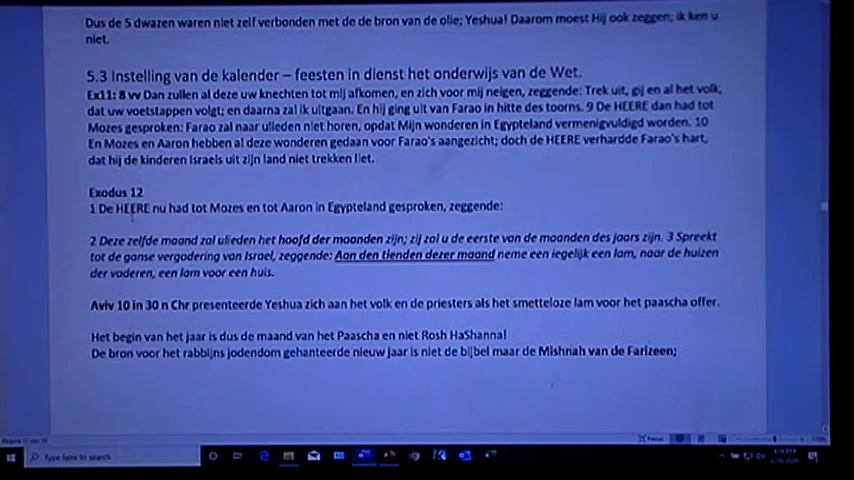 Dus de 5 dwazen waren niet zelf verbonden met de de bron van de olie; Yeshua! Daarom moest Hij ook zeggen; ik ken u
niet.
5.3 Instelling van de kalender – feesten in dienst het onderwijs van de Wet.
Ex11: 8 vv Dan zullen al deze uw knechten tot mij afkomen, en zich voor mij neigen, zeggende: Trek uit, gij en al het volk,
dat uw voetstappen volgt; en daarna zal ik uitgaan. En hij ging uit van Farao in hitte des toorns. 9 De HEERE dan had tot
Mozes gesproken: Farao zal naar ulieden niet horen, opdat Mijn wonderen in Egypteland vermenigvuldigd worden. 10
En Mozes en Aaron hebben al deze wonderen gedaan voor Farao's aangezicht; doch de HEERE verhardde Farao's hart,
dat hij de kinderen Israels uit zijn land niet trekken liet.
Exodus 12
1 De HEERE nu had tot Mozes en tot Aaron in Egypteland gesproken, zeggende:
2 Deze zelfde maand zal ulieden het hoofd der maanden zijn; zij zal u de eerste van de maanden des jaars zijn. 3 Spreekt
tot de ganse vergadering van Israel, zeggende: Aan den tienden dezer maand neme een iegelijk een lam, naar de huizen
der vaderen, een lam voor een huis.
Aviv 10 in 30 n Chr presenteerde Yeshua zich aan het volk en de priesters als het smetteloze lam voor het paascha offer.
Het begin van het jaar is dus de maand van het Paascha en niet Rosh HaShanna!
De bron voor het rabbijns jodendom gehanteerde nieuw jaar is niet de bijbel maar de Mishnah van de Farizeen;
Focus
Type here to search